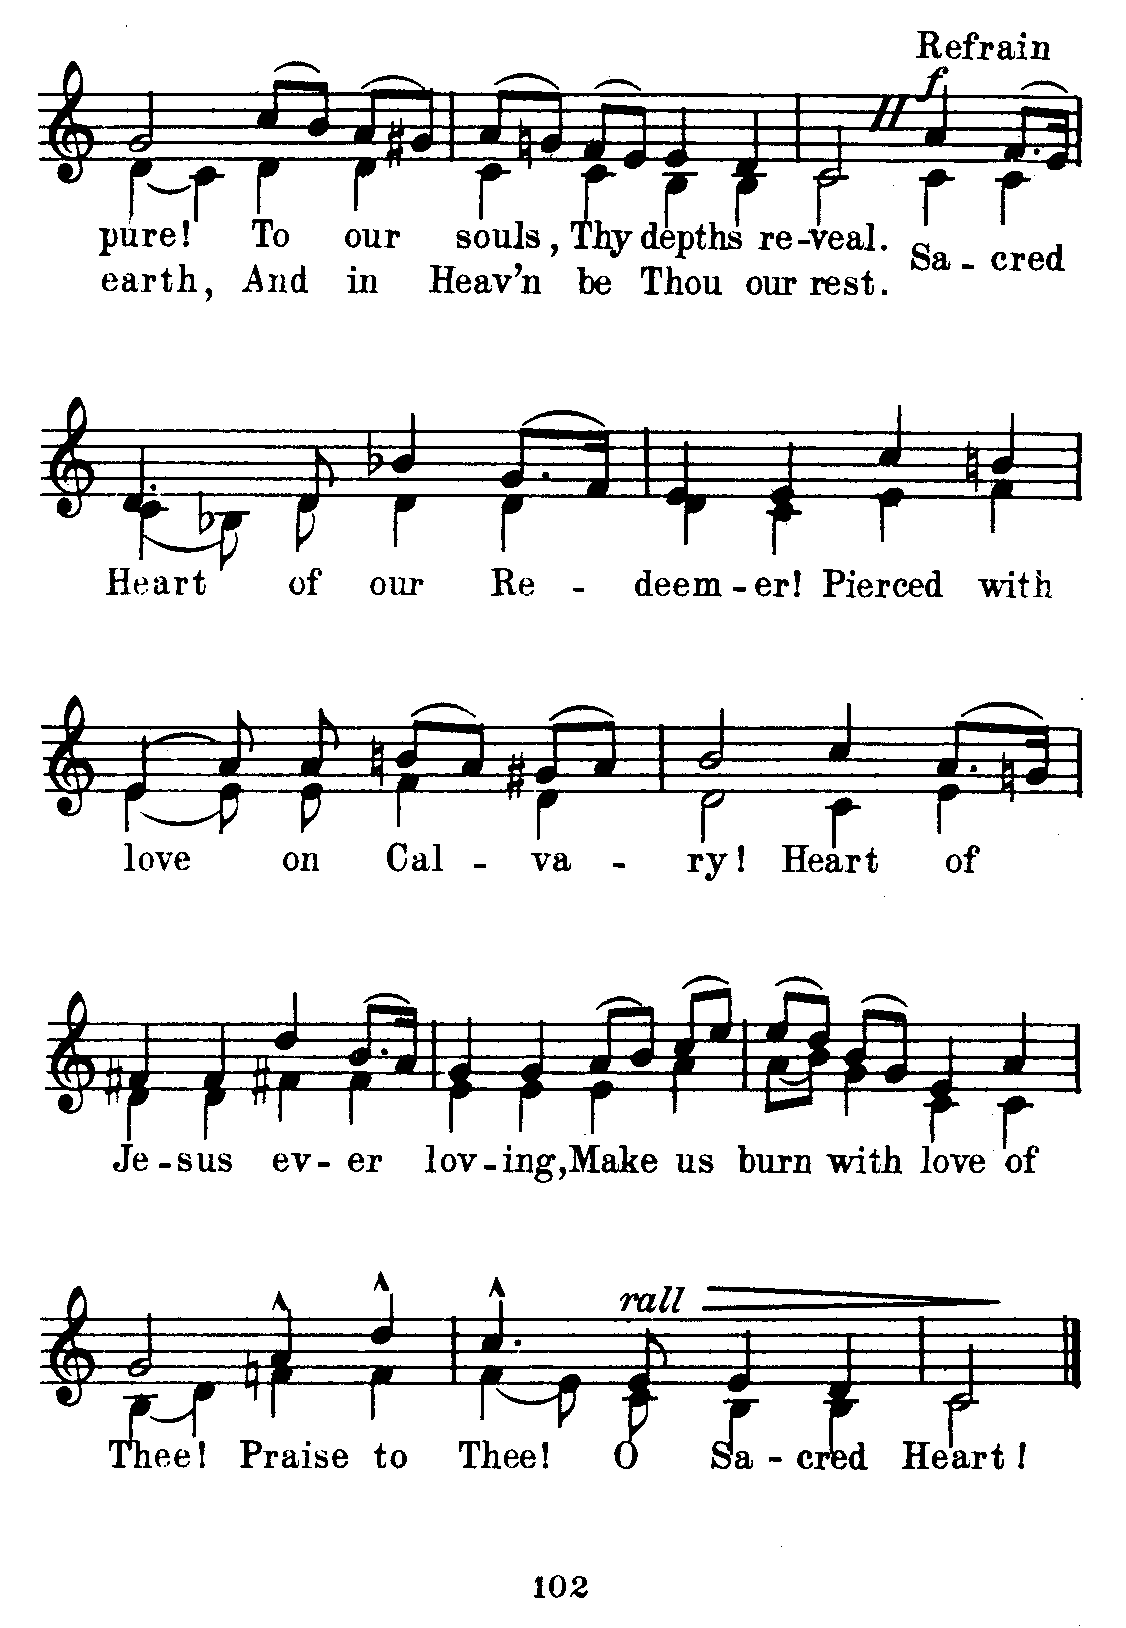 Refrain
f
pure! To our souls, Thy depths re-veal. Sa - cred
earth, And in Heav'n be Thou our rest.
Heart of our Re - deem - er! Pierced with
love on Cal - va - ry! Heart of
Je - sus ev - er lov - ing, Make us burn with love of
rall
Thee! Praise to Thee! O Sa - cred Heart!
102